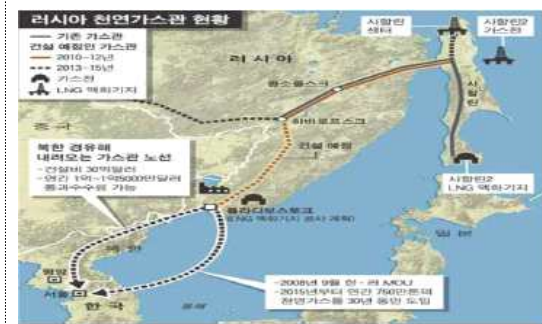 러시아 천연가스관 현황
기존 가스관
건설 예정인 가스관
2010~12년
2013~15년
가스전
LNG 액화기지
러시아
사할린
센터
사할린2
가스전
사할린
콤소몰스크
하바로프스크
중국
건설 예정
사할린2
LNG 액화기지
북한 경유해
내려오는 가스관 노선
-건설비 30억달러
-연간 1억~1억5000만달러
통과수수료 가능
블라디보스토크
(LNG 액화기지 공사 계획)
북한
평양
서울
한국
동해
일본
-2008년 9월 한·러 MOU
-2015년부터 연간 750만톤의
천연가스를 30년 동안 도입